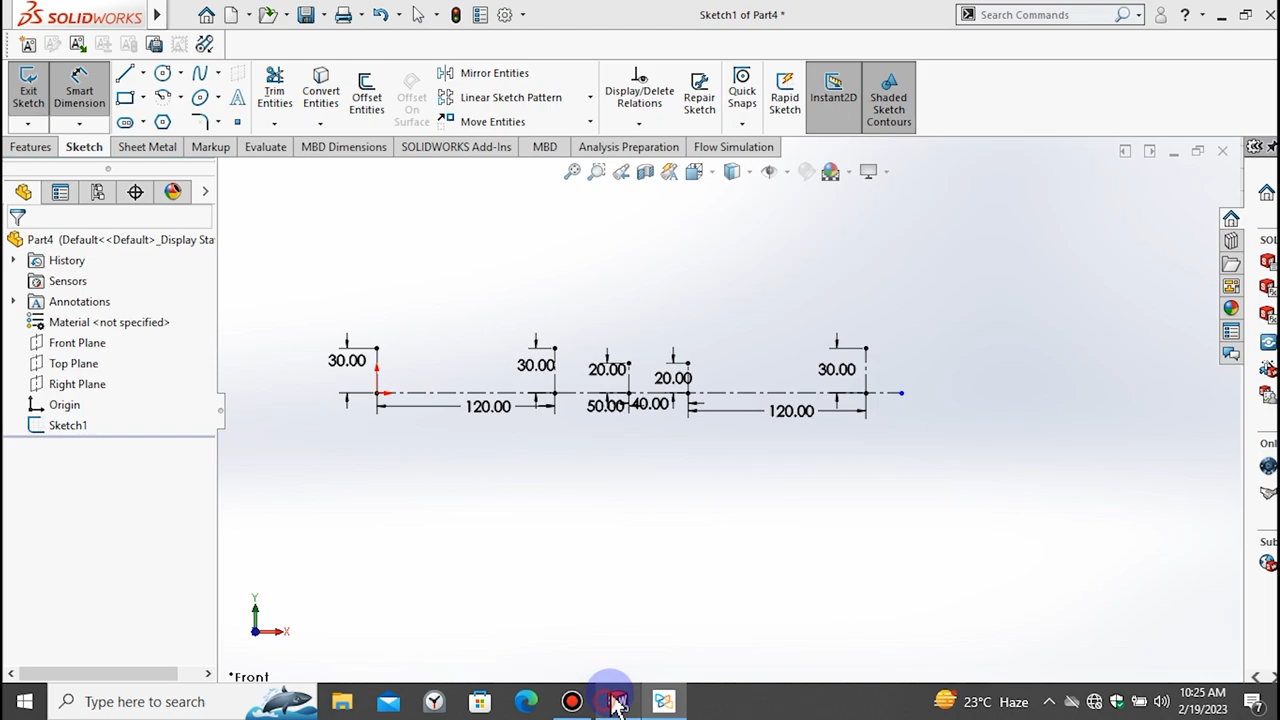 SOLIDWORKS
Sketch1 of Part4 *
Search Commands
?
Exit Sketch
Smart Dimension
Trim Entities
Convert Entities
Offset Entities
Offset On Surface
Mirror Entities
Linear Sketch Pattern
Move Entities
Display/Delete Relations
Repair Sketch
Quick Snaps
Rapid Sketch
Instant2D
Shaded Sketch Contours
Features
Sketch
Sheet Metal
Markup
Evaluate
MBD Dimensions
SOLIDWORKS Add-Ins
MBD
Analysis Preparation
Flow Simulation
Part4 (Default<<Default>_Display Sta
History
Sensors
Annotations
Material <not specified>
Front Plane
Top Plane
Right Plane
Origin
Sketch1
SO
Onl
Sub
30.00
30.00
20.00
20.00
30.00
120.00
50.00
40.00
120.00
Y
X
*Front
Type here to search
23°C Haze
10:25 AM
2/19/2023
7